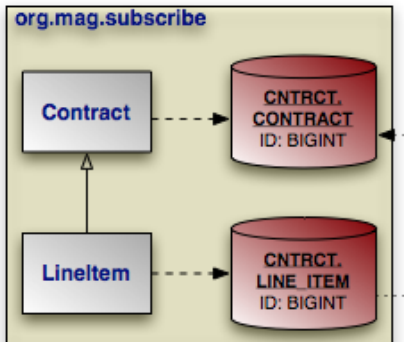 org.mag.subscribe
Contract
CNTRCT.
CONTRACT
ID: BIGINT
LineItem
CNTRCT.
LINE_ITEM
ID: BIGINT